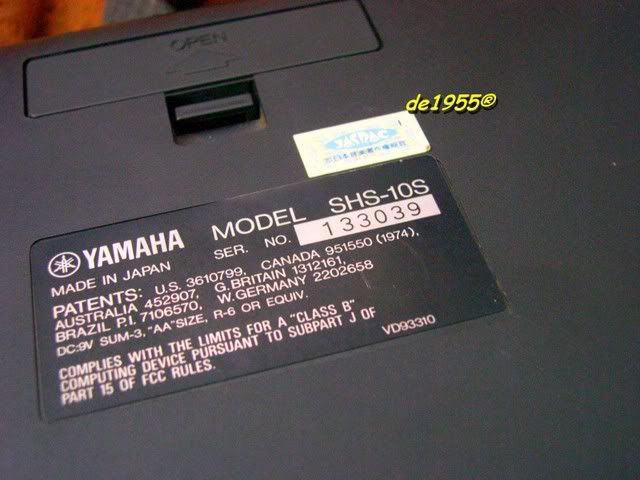 OPEN
de1955®
JASPAC
YAMAHA MODEL SHS-10S
MADE IN JAPAN SER. NO. 133039
PATENTS: U.S. 3610799, CANADA 951550 (1974),
AUSTRALIA 452907, G.BRITAIN 1312161,
BRAZIL P.I. 7106570, W.GERMANY 2202658
DC:9V SUM-3, "AA"SIZE, R-6 OR EQUIV.
COMPLIES WITH THE LIMITS FOR A "CLASS B"
COMPUTING DEVICE PURSUANT TO SUBPART J OF
PART 15 OF FCC RULES.
VD93310